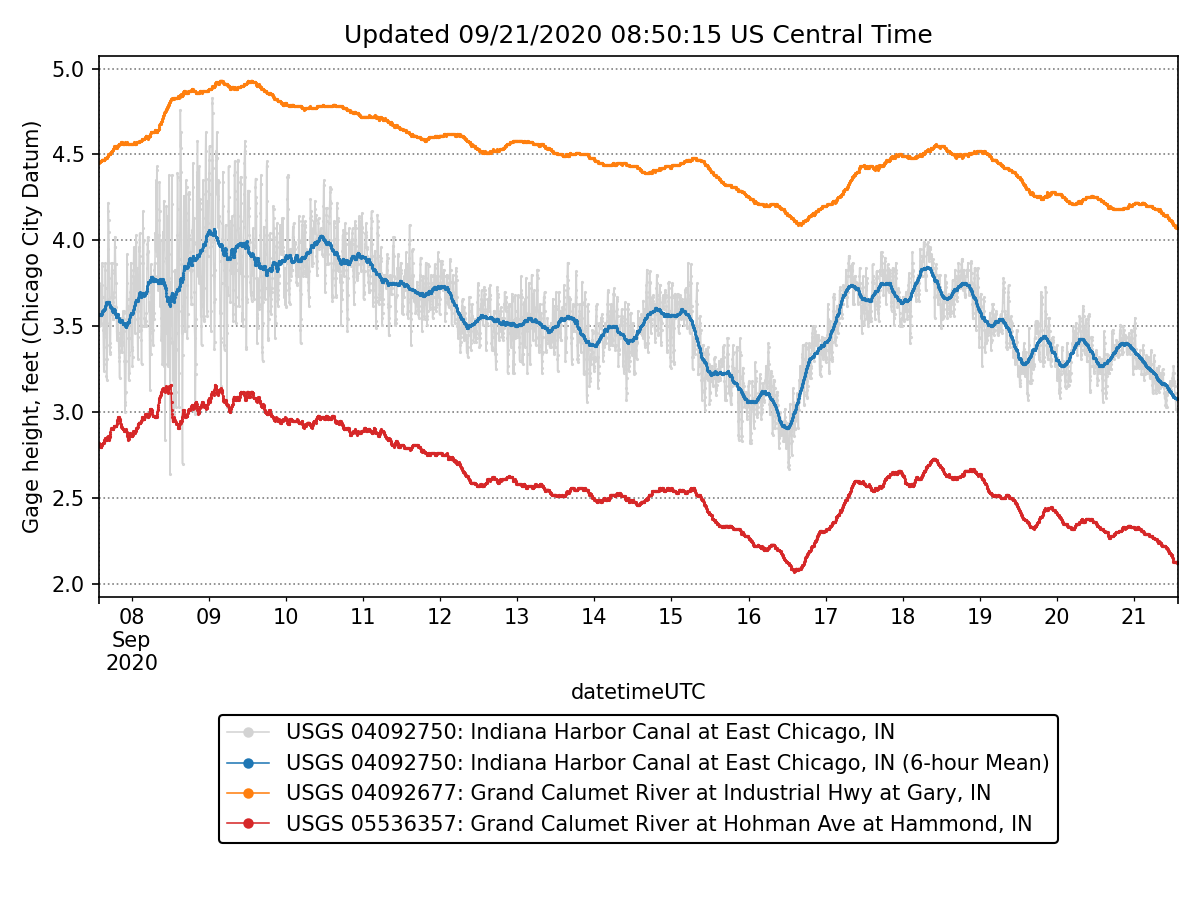 Updated 09/21/2020 08:50:15 US Central Time
Gage height, feet (Chicago City Datum)
5.0
4.5
4.0
3.5
3.0
2.5
2.0
08 09 10 11 12 13 14 15 16 17 18 19 20 21
Sep
2020
datetimeUTC
USGS 04092750: Indiana Harbor Canal at East Chicago, IN
USGS 04092750: Indiana Harbor Canal at East Chicago, IN (6-hour Mean)
USGS 04092677: Grand Calumet River at Industrial Hwy at Gary, IN
USGS 05536357: Grand Calumet River at Hohman Ave at Hammond, IN